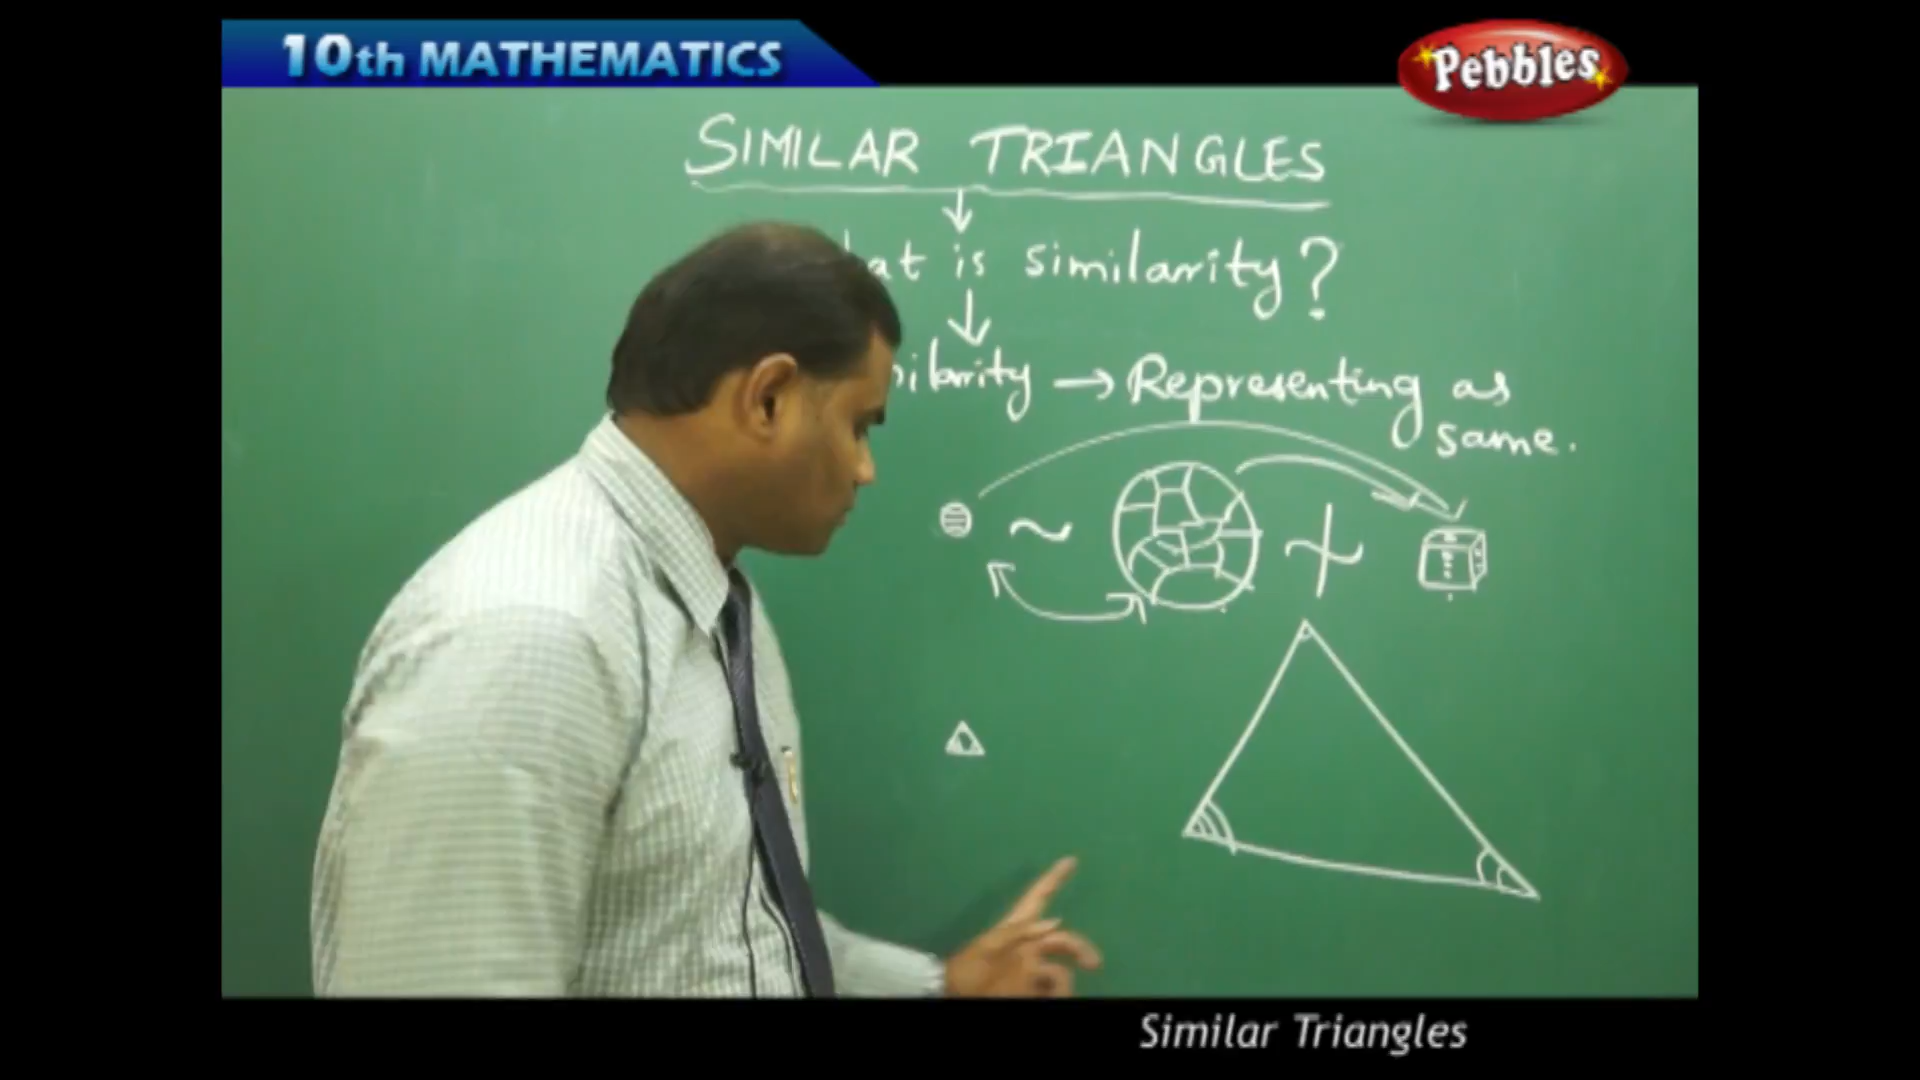 10th MATHEMATICS
Pebbles
SIMILAR TRIANGLES
is similarity?
→ Representing as
same.
~
Similar Triangles